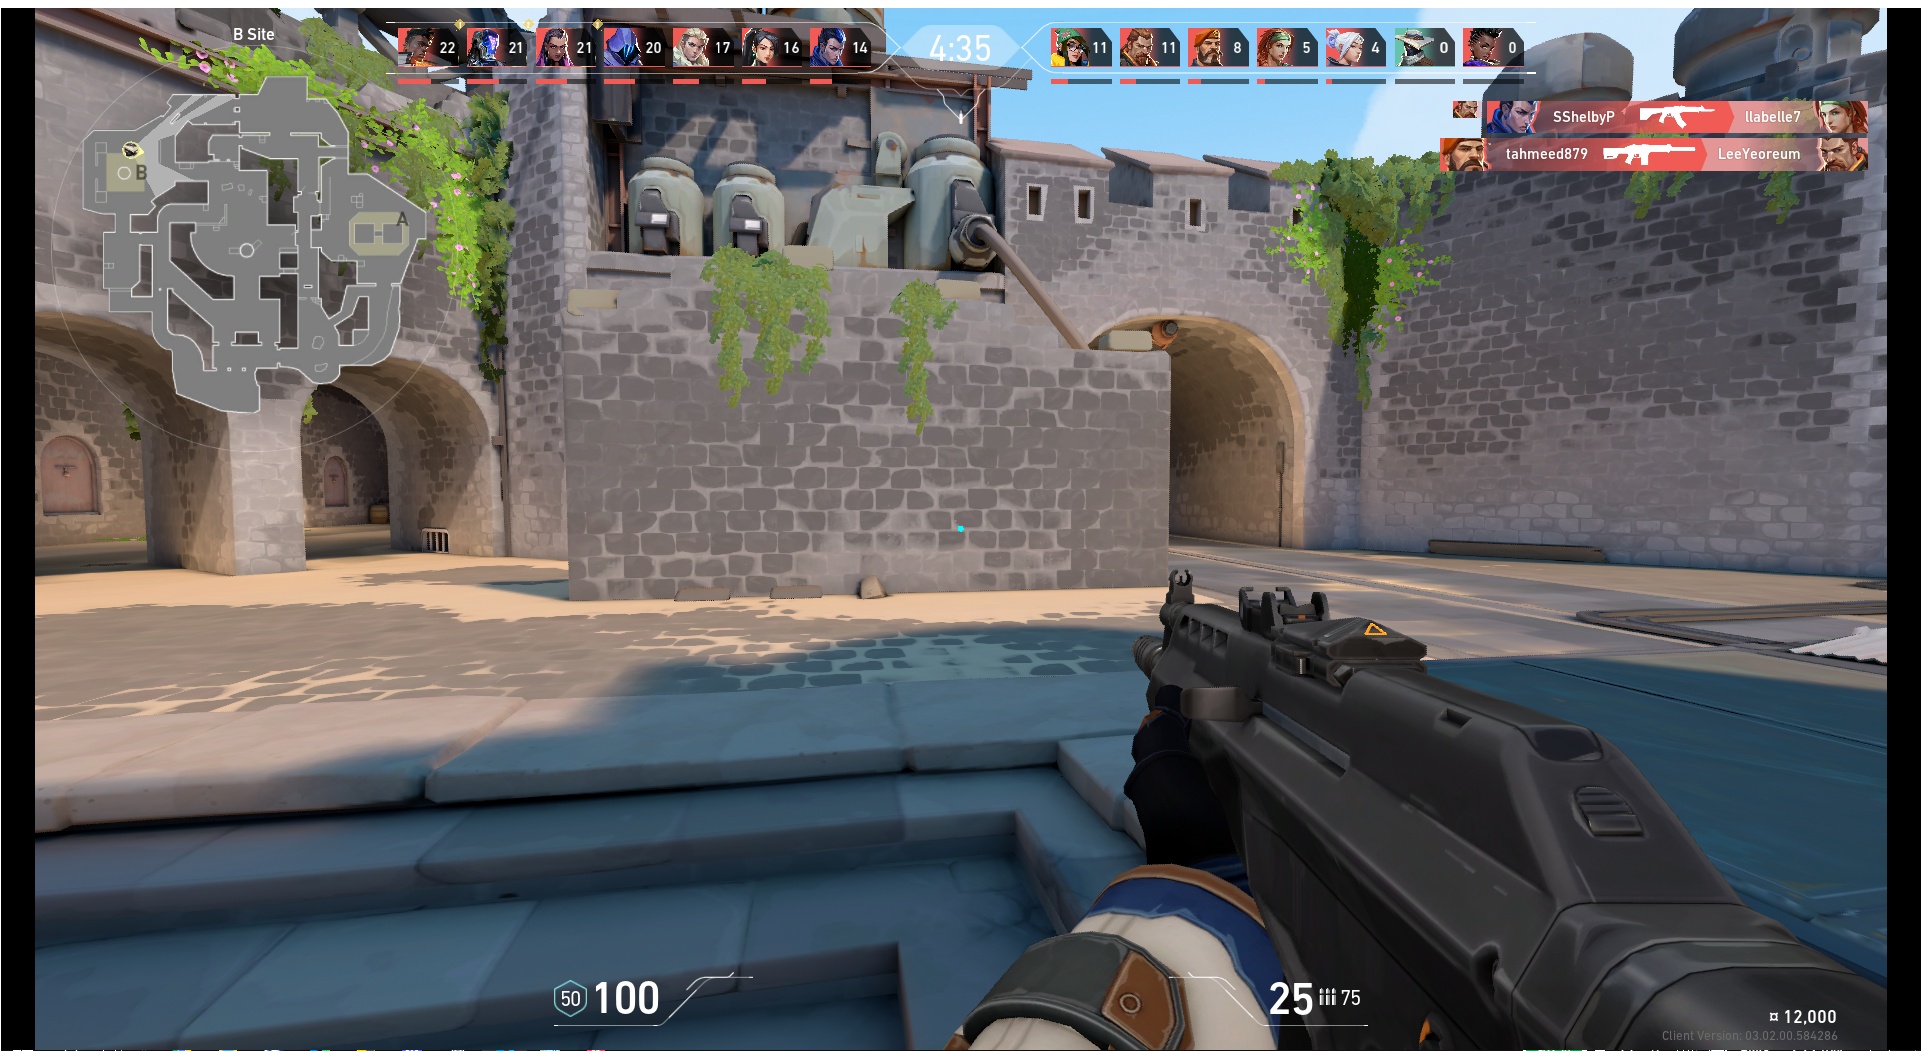 B Site
22 21 21 20 17 16 14 4:35 11 11 8 5 4 0 0
SShelbyP llabelle7
tahmeed879 LeeYeoreum
B
A
50 100 25 75
¤ 12,000
Client Version: 03.02.00.584286